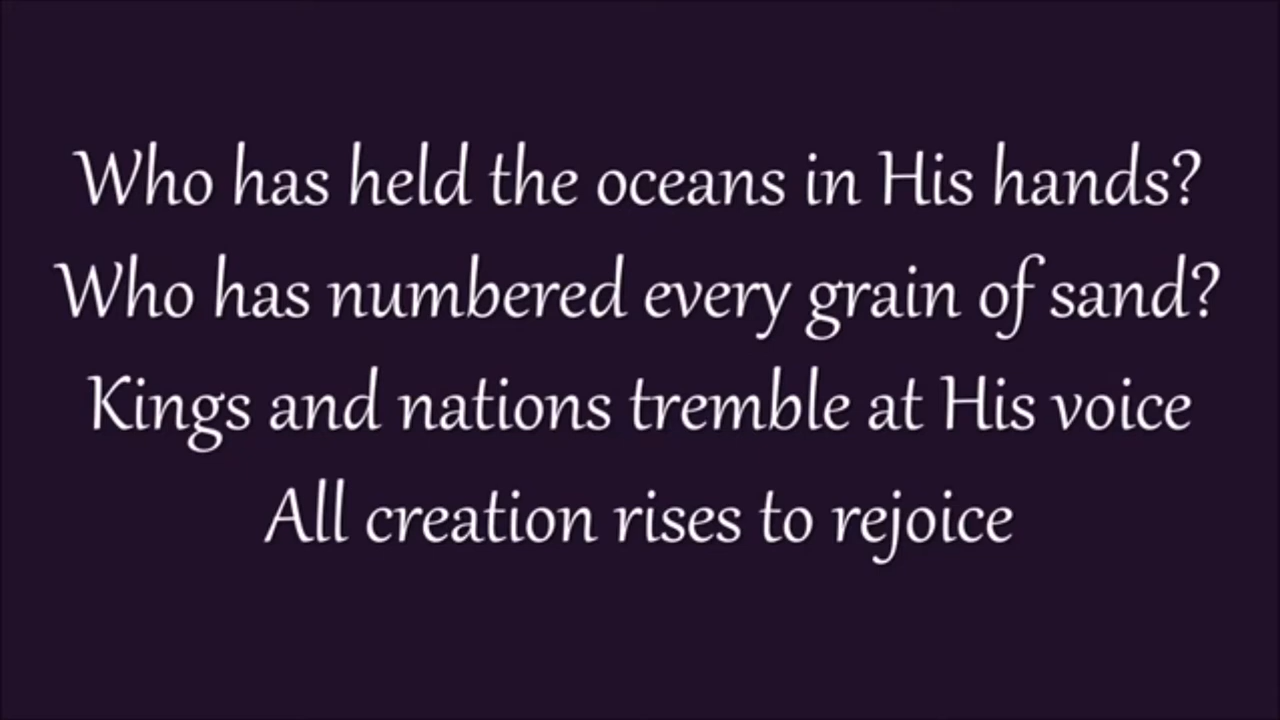 Who has held the oceans in His hands?
Who has numbered every grain of sand?
Kings and nations tremble at His voice
All creation rises to rejoice